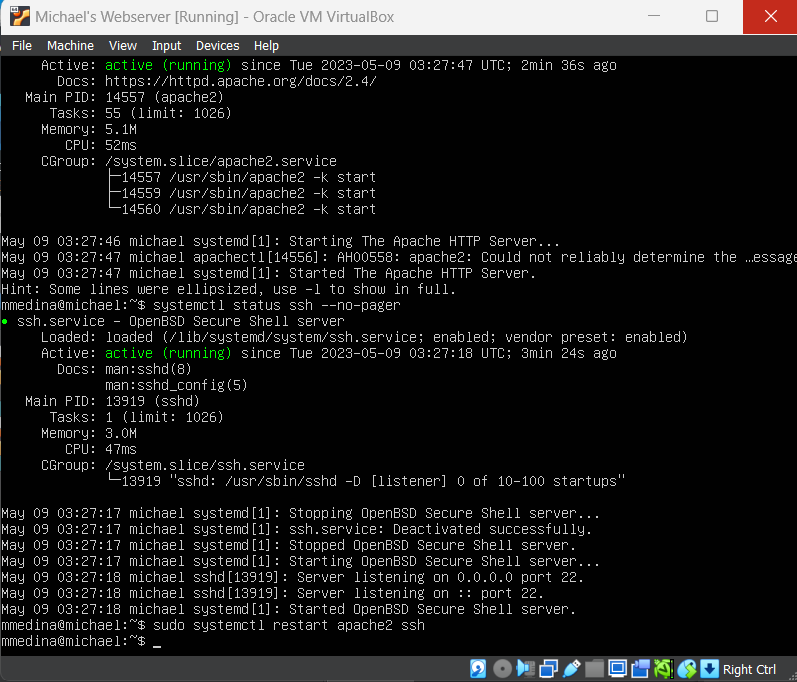 Michael's Webserver [Running] - Oracle VM VirtualBox
File Machine View Input Devices Help
Active: active (running) since Tue 2023-05-09 03:27:47 UTC; 2min 36s ago
Docs: https://httpd.apache.org/docs/2.4/
Main PID: 14557 (apache2)
Tasks: 55 (limit: 1026)
Memory: 5.1M
CPU: 52ms
CGroup: /system.slice/apache2.service
├─14557 /usr/sbin/apache2 -k start
├─14559 /usr/sbin/apache2 -k start
└─14560 /usr/sbin/apache2 -k start
May 09 03:27:46 michael systemd[1]: Starting The Apache HTTP Server...
May 09 03:27:47 michael apachectl[14556]: AH00558: apache2: Could not reliably determine the …essage
May 09 03:27:47 michael systemd[1]: Started The Apache HTTP Server.
Hint: Some lines were ellipsized, use -l to show in full.
mmedina@michael:~$ systemctl status ssh --no-pager
● ssh.service - OpenBSD Secure Shell server
Loaded: loaded (/lib/systemd/system/ssh.service; enabled; vendor preset: enabled)
Active: active (running) since Tue 2023-05-09 03:27:18 UTC; 3min 24s ago
Docs: man:sshd(8)
man:sshd_config(5)
Main PID: 13919 (sshd)
Tasks: 1 (limit: 1026)
Memory: 3.0M
CPU: 47ms
CGroup: /system.slice/ssh.service
└─13919 "sshd: /usr/sbin/sshd -D [listener] 0 of 10-100 startups"
May 09 03:27:17 michael systemd[1]: Stopping OpenBSD Secure Shell server...
May 09 03:27:17 michael systemd[1]: ssh.service: Deactivated successfully.
May 09 03:27:17 michael systemd[1]: Stopped OpenBSD Secure Shell server.
May 09 03:27:17 michael systemd[1]: Starting OpenBSD Secure Shell server...
May 09 03:27:18 michael sshd[13919]: Server listening on 0.0.0.0 port 22.
May 09 03:27:18 michael sshd[13919]: Server listening on :: port 22.
May 09 03:27:18 michael systemd[1]: Started OpenBSD Secure Shell server.
mmedina@michael:~$ sudo systemctl restart apache2 ssh
mmedina@michael:~$ _
Right Ctrl